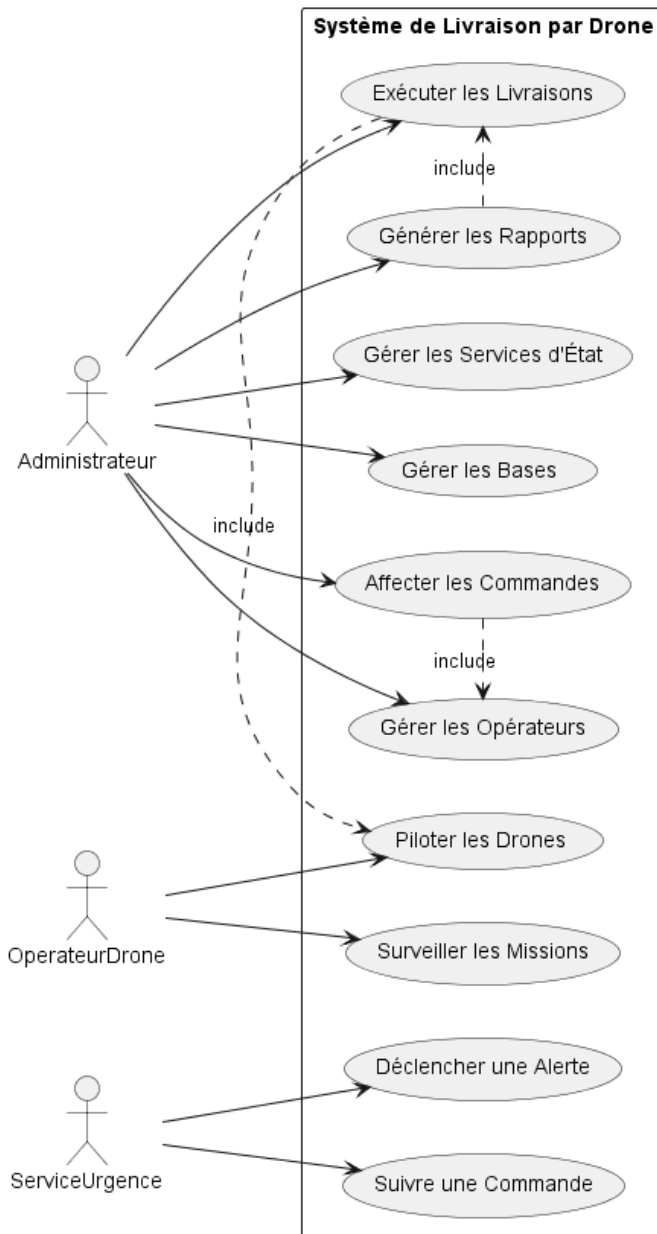 Système de Livraison par Drone
Exécuter les Livraisons
include
Générer les Rapports
Gérer les Services d'État
Administrateur
Gérer les Bases
include
Affecter les Commandes
include
Gérer les Opérateurs
Piloter les Drones
OperateurDrone
Surveiller les Missions
Déclencher une Alerte
ServiceUrgence
Suivre une Commande